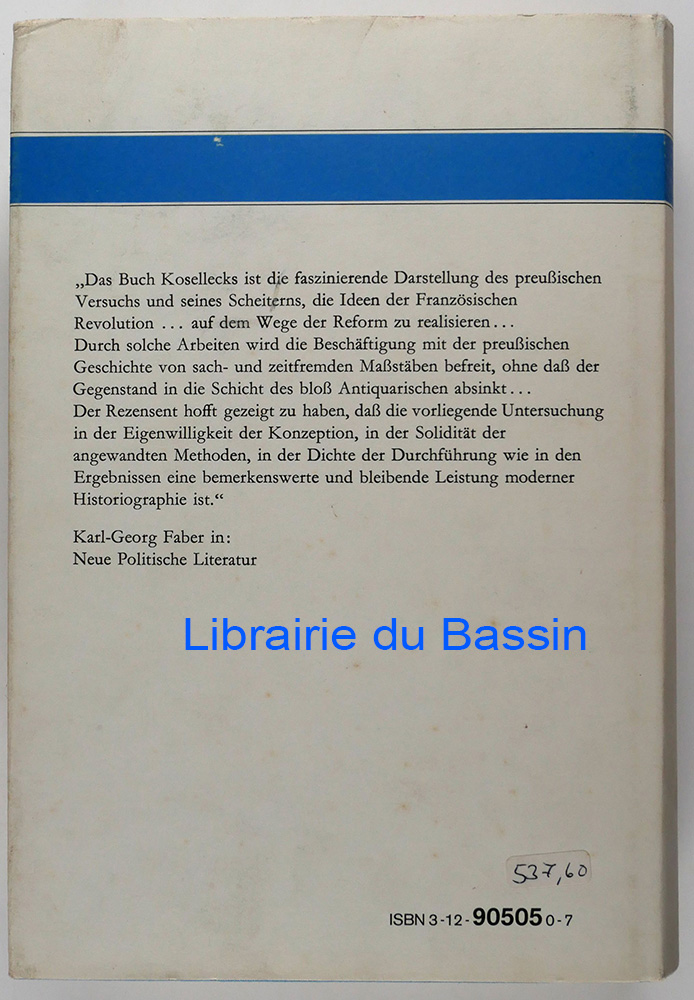 „Das Buch Kosellecks ist die faszinierende Darstellung des preußischen
Versuchs und seines Scheiterns, die Ideen der Französischen
Revolution ... auf dem Wege der Reform zu realisieren...
Durch solche Arbeiten wird die Beschäftigung mit der preußischen
Geschichte von sach- und zeitfremden Maßstäben befreit, ohne daß der
Gegenstand in die Schicht des bloß Antiquarischen absinkt...
Der Rezensent hofft gezeigt zu haben, daß die vorliegende Untersuchung
in der Eigenwilligkeit der Konzeption, in der Solidität der
angewandten Methoden, in der Dichte der Durchführung wie in den
Ergebnissen eine bemerkenswerte und bleibende Leistung moderner
Historiographie ist.“
Karl-Georg Faber in:
Neue Politische Literatur
Librairie du Bassin
537,60
ISBN 3-12-905050-7